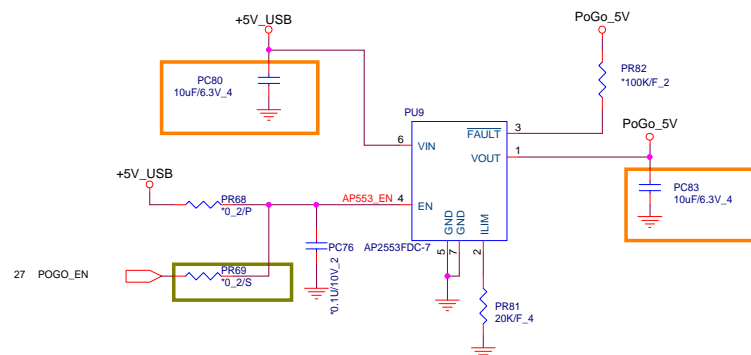 +5V_USB
PoGo_5V
PC80
10uF/6.3V_4
PR82
*100K/F_2
PU9
6
VIN
FAULT
3
VOUT
1
PoGo_5V
+5V_USB
PR68
*0_2/P
AP553_EN
4
EN
PC83
10uF/6.3V_4
GND
GND
ILIM
PC76
*0.1U/10V_2
AP2553FDC-7
5
7
2
27
POGO_EN
PR69
*0_2/S
PR81
20K/F_4